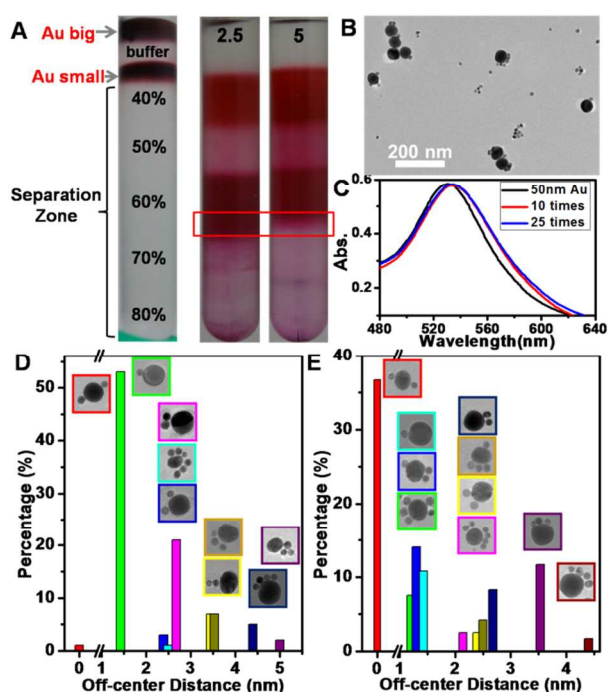 A
Au big
buffer
Au small
40%
50%
Separation
Zone
60%
70%
80%
2.5
5
B
200 nm
C
0.6
0.4
0.2
Abs.
50nm Au
10 times
25 times
480 520 560 600 640
Wavelength(nm)
D
50
40
30
20
10
0
Percentage (%)
0 1 2 3 4 5
Off-center Distance (nm)
E
40
30
20
10
0
Percentage (%)
0 1 2 3 4
Off-center Distance (nm)